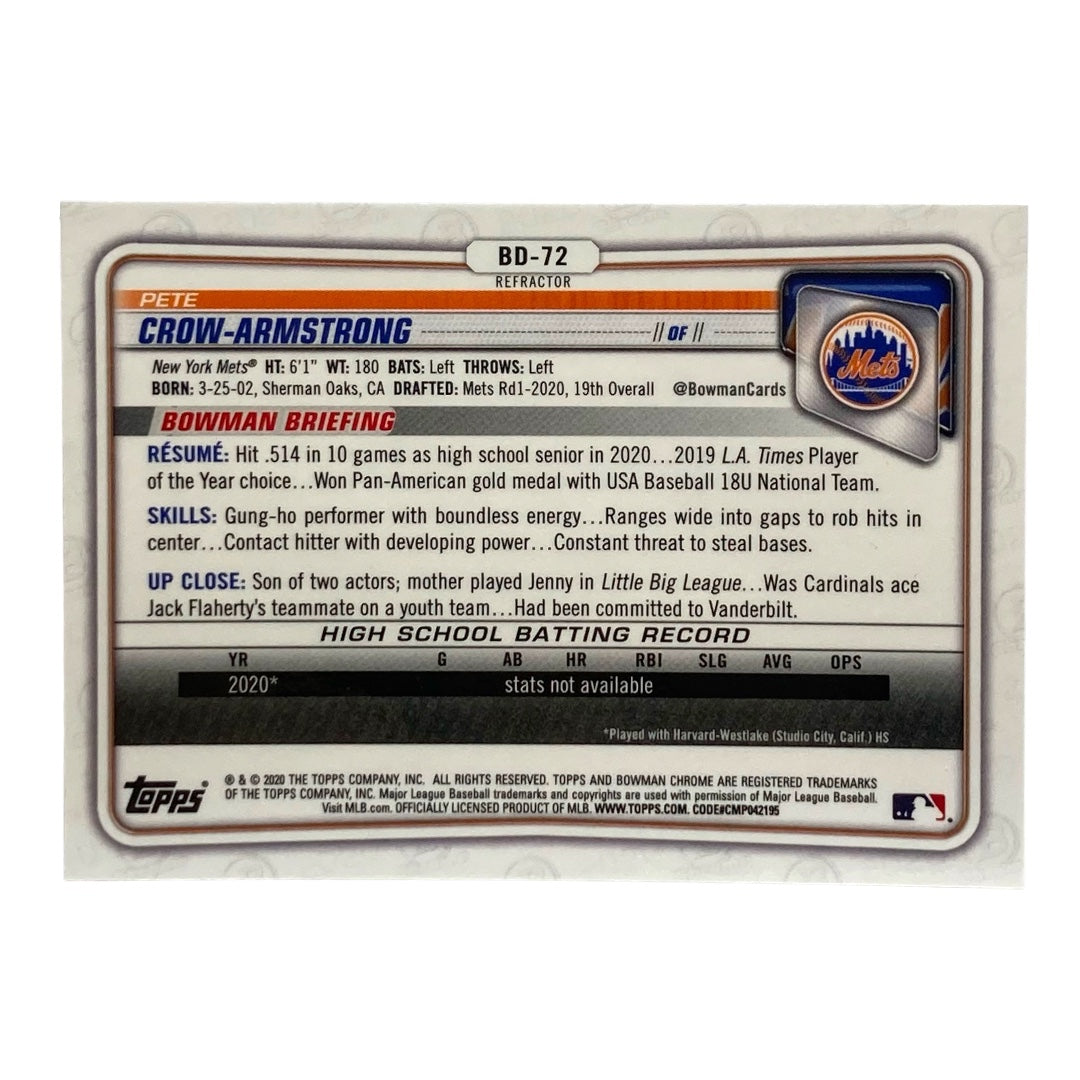 BD-72
REFRACTOR
PETE
CROW-ARMSTRONG // OF //
New York Mets® HT: 6'1" WT: 180 BATS: Left THROWS: Left
BORN: 3-25-02, Sherman Oaks, CA DRAFTED: Mets Rd1-2020, 19th Overall @BowmanCards
Mets
BOWMAN BRIEFING
RÉSUMÉ: Hit .514 in 10 games as high school senior in 2020...2019 L.A. Times Player
of the Year choice...Won Pan-American gold medal with USA Baseball 18U National Team.
SKILLS: Gung-ho performer with boundless energy...Ranges wide into gaps to rob hits in
center...Contact hitter with developing power...Constant threat to steal bases.
UP CLOSE: Son of two actors; mother played Jenny in Little Big League...Was Cardinals ace
Jack Flaherty's teammate on a youth team...Had been committed to Vanderbilt.
HIGH SCHOOL BATTING RECORD
YR G AB HR RBI SLG AVG OPS
2020* stats not available
*Played with Harvard-Westlake (Studio City, Calif.) HS
topps®
® & © 2020 THE TOPPS COMPANY, INC. ALL RIGHTS RESERVED. TOPPS AND BOWMAN CHROME ARE REGISTERED TRADEMARKS
OF THE TOPPS COMPANY, INC. Major League Baseball trademarks and copyrights are used with permission of Major League Baseball.
Visit MLB.com. OFFICIALLY LICENSED PRODUCT OF MLB. WWW.TOPPS.COM. CODE#CMP042195